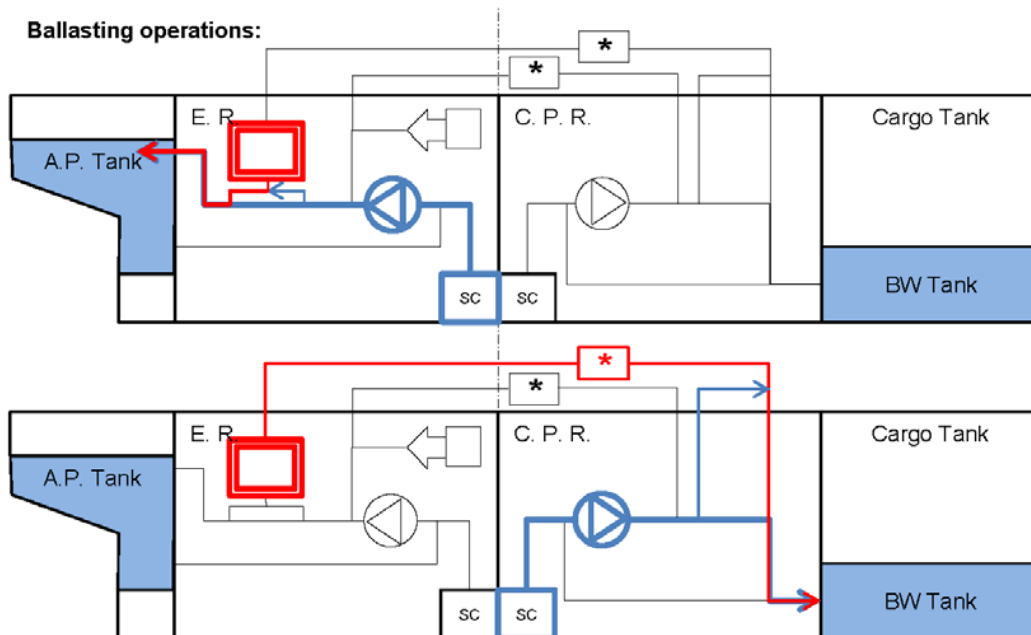 Ballasting operations:
*
*
E. R.
C. P. R.
Cargo Tank
A.P. Tank
BW Tank
SC
SC
*
*
E. R.
C. P. R.
Cargo Tank
A.P. Tank
BW Tank
SC
SC